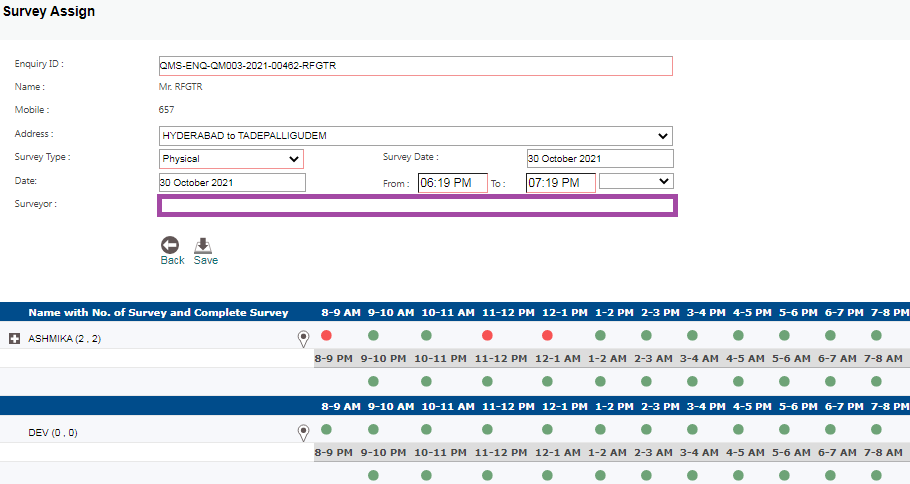 Survey Assign
Enquiry ID : QMS-ENQ-QM003-2021-00462-RFGTR
Name : Mr. RFGTR
Mobile : 657
Address : HYDERABAD to TADEPALLIGUDEM
Survey Type : Physical Survey Date : 30 October 2021
Date: 30 October 2021 From : 06:19 PM To : 07:19 PM
Surveyor :
Back Save
Name with No. of Survey and Complete Survey 8-9 AM 9-10 AM 10-11 AM 11-12 PM 12-1 PM 1-2 PM 2-3 PM 3-4 PM 4-5 PM 5-6 PM 6-7 PM 7-8 PM
ASHMIKA (2 , 2)
8-9 PM 9-10 PM 10-11 PM 11-12 PM 12-1 AM 1-2 AM 2-3 AM 3-4 AM 4-5 AM 5-6 AM 6-7 AM 7-8 AM
8-9 AM 9-10 AM 10-11 AM 11-12 PM 12-1 PM 1-2 PM 2-3 PM 3-4 PM 4-5 PM 5-6 PM 6-7 PM 7-8 PM
DEV (0 , 0)
8-9 PM 9-10 PM 10-11 PM 11-12 PM 12-1 AM 1-2 AM 2-3 AM 3-4 AM 4-5 AM 5-6 AM 6-7 AM 7-8 AM